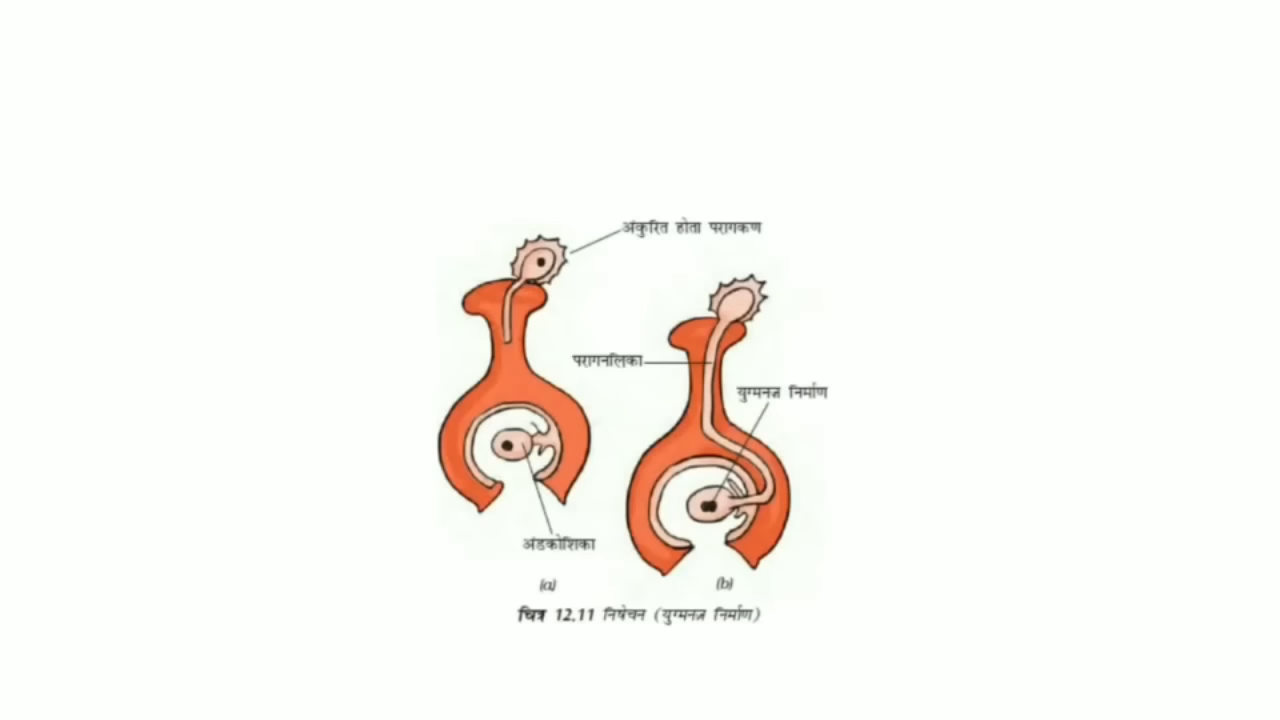 अंकुरित होता परागकण
परागनलिका
युग्मनज निर्माण
अंडकोशिका
(a)
(b)
चित्र 12.11 निषेचन (युग्मनज निर्माण)